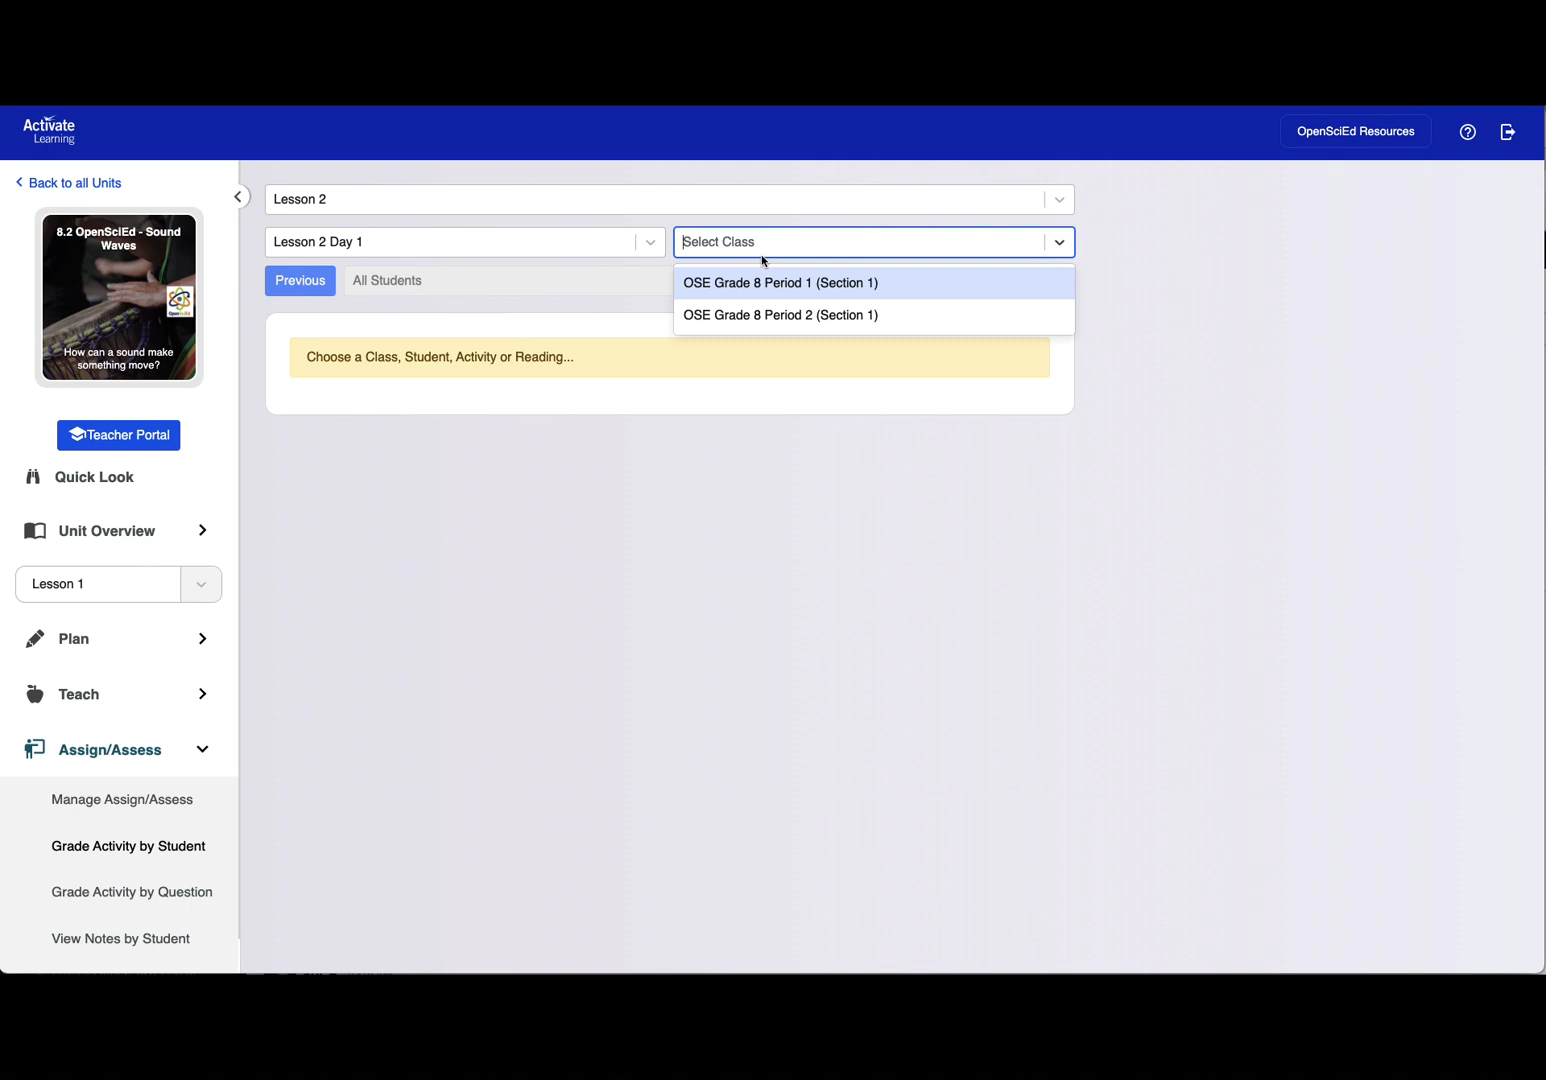 Activate
Learning
OpenSciEd Resources
Back to all Units
8.2 OpenSciEd - Sound
Waves
OpenSciEd
How can a sound make
something move?
Teacher Portal
Quick Look
Unit Overview
Lesson 1
Plan
Teach
Assign/Assess
Manage Assign/Assess
Grade Activity by Student
Grade Activity by Question
View Notes by Student
Lesson 2
Lesson 2 Day 1
Select Class
Previous
All Students
OSE Grade 8 Period 1 (Section 1)
OSE Grade 8 Period 2 (Section 1)
Choose a Class, Student, Activity or Reading...